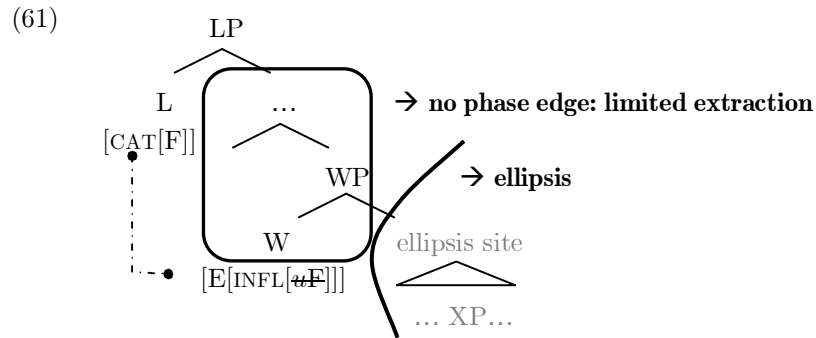 (61)
LP
L
…
→ no phase edge: limited extraction
[CAT[F]]
WP
→ ellipsis
W
ellipsis site
[E[INFL[uF]]]
… XP…